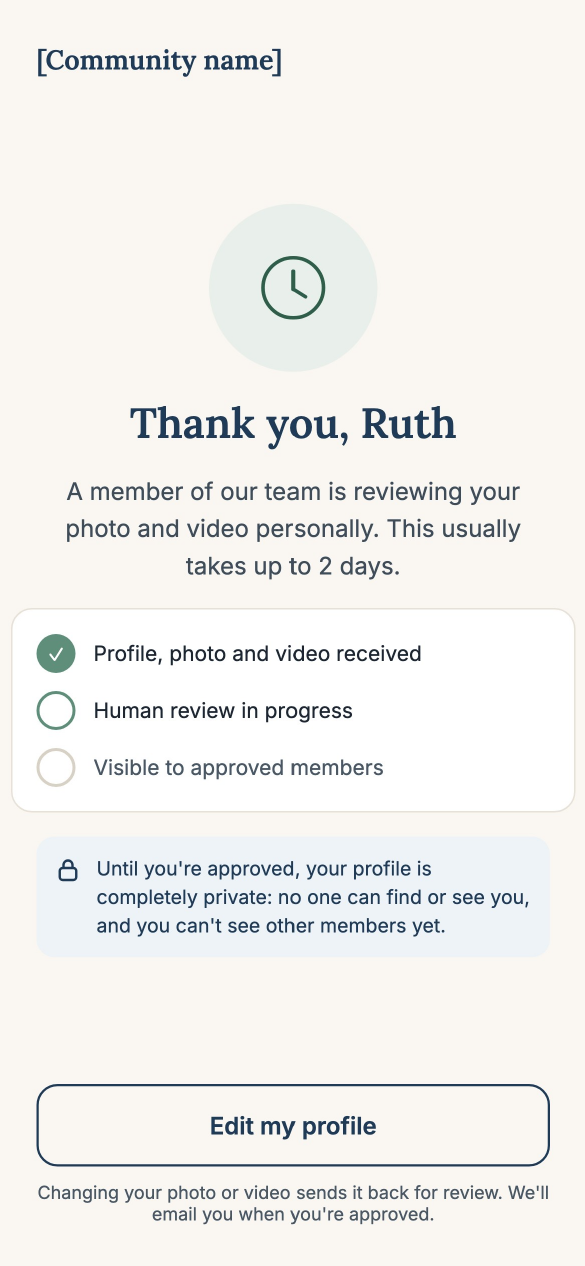 [Community name]
Thank you, Ruth
A member of our team is reviewing your
photo and video personally. This usually
takes up to 2 days.
Profile, photo and video received
Human review in progress
Visible to approved members
Until you're approved, your profile is
completely private: no one can find or see you,
and you can't see other members yet.
Edit my profile
Changing your photo or video sends it back for review. We'll
email you when you're approved.